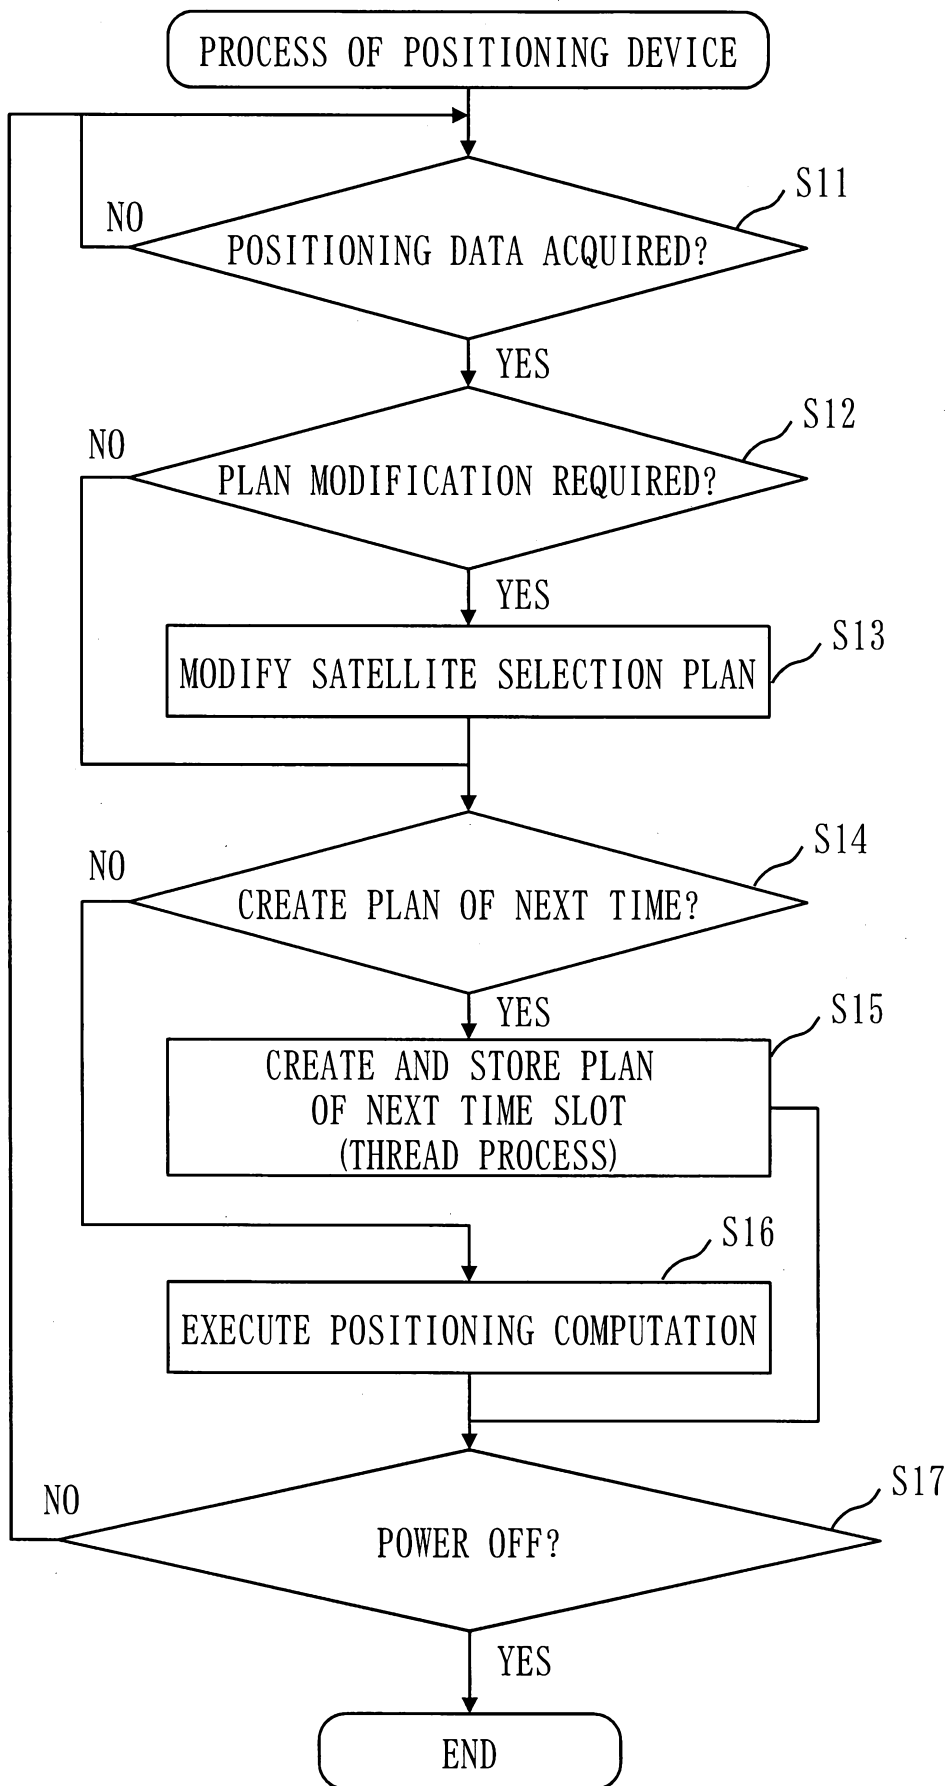 PROCESS OF POSITIONING DEVICE
S11
NO
POSITIONING DATA ACQUIRED?
YES
S12
NO
PLAN MODIFICATION REQUIRED?
YES
S13
MODIFY SATELLITE SELECTION PLAN
S14
NO
CREATE PLAN OF NEXT TIME?
YES
S15
CREATE AND STORE PLAN
OF NEXT TIME SLOT
(THREAD PROCESS)
S16
EXECUTE POSITIONING COMPUTATION
S17
NO
POWER OFF?
YES
END